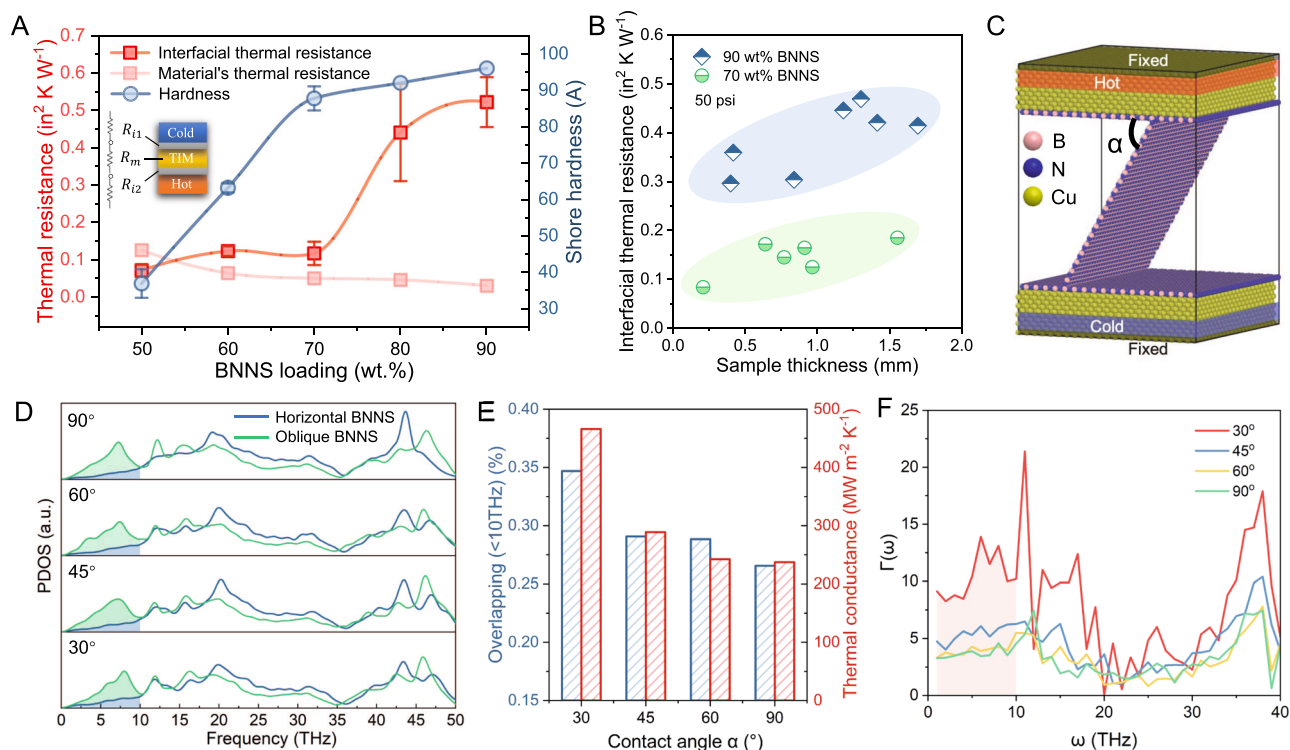 A
Thermal resistance (in² K W⁻¹)
0.7
0.6
0.5
0.4
0.3
0.2
0.1
0.0
Interfacial thermal resistance
Material's thermal resistance
Hardness
R_i1
R_m
R_i2
Cold
TIM
Hot
50
60
70
80
90
BNNS loading (wt.%)
100
90
80
70
60
50
40
30
Shore hardness (A)
B
Interfacial thermal resistance (in² K W⁻¹)
0.6
0.5
0.4
0.3
0.2
0.1
0.0
90 wt% BNNS
70 wt% BNNS
50 psi
0.0
0.5
1.0
1.5
2.0
Sample thickness (mm)
C
Fixed
Hot
α
B
N
Cu
Cold
Fixed
D
PDOS (a.u.)
Horizontal BNNS
Oblique BNNS
90°
60°
45°
30°
0
5
10
15
20
25
30
35
40
45
50
Frequency (THz)
E
Overlapping (<10THz) (%)
0.40
0.35
0.30
0.25
0.20
0.15
30
45
60
90
Contact angle α (°)
500
400
300
200
100
0
Thermal conductance (MW m⁻² K⁻¹)
F
Γ(ω)
25
20
15
10
5
0
30°
45°
60°
90°
0
10
20
30
40
ω (THz)